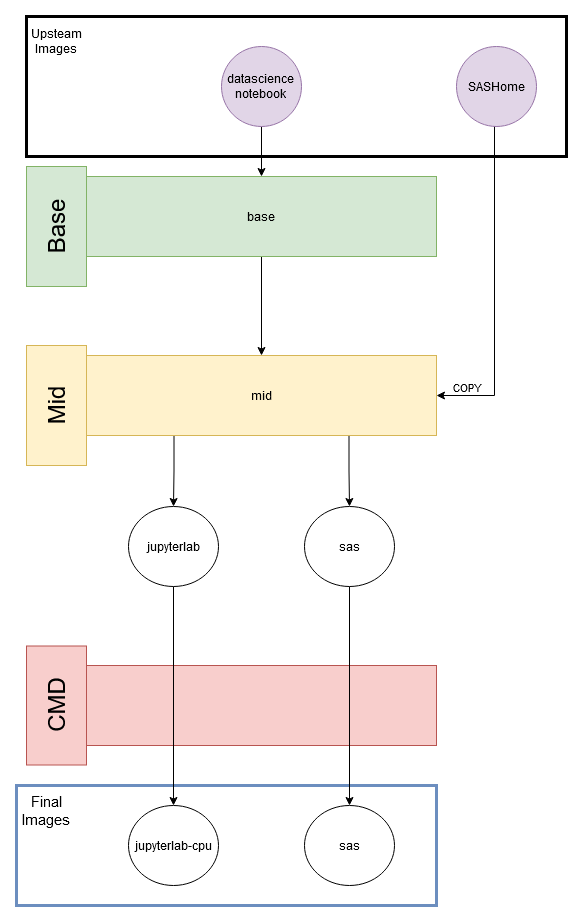 Upsteam
Images
datascience
notebook
SASHome
Base
base
Mid
mid
COPY
jupyterlab
sas
CMD
Final
Images
jupyterlab-cpu
sas